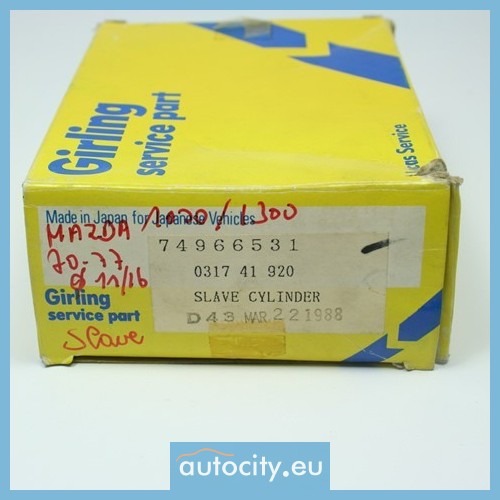 Girling
service part
Lucas Service
Made in Japan for Japanese Vehicles
MAZDA 1000/1300
70-77
Ø 11/16
74966531
0317 41 920
SLAVE CYLINDER
D43 MAR 22 1988
Girling
service part
Slave
autocity.eu